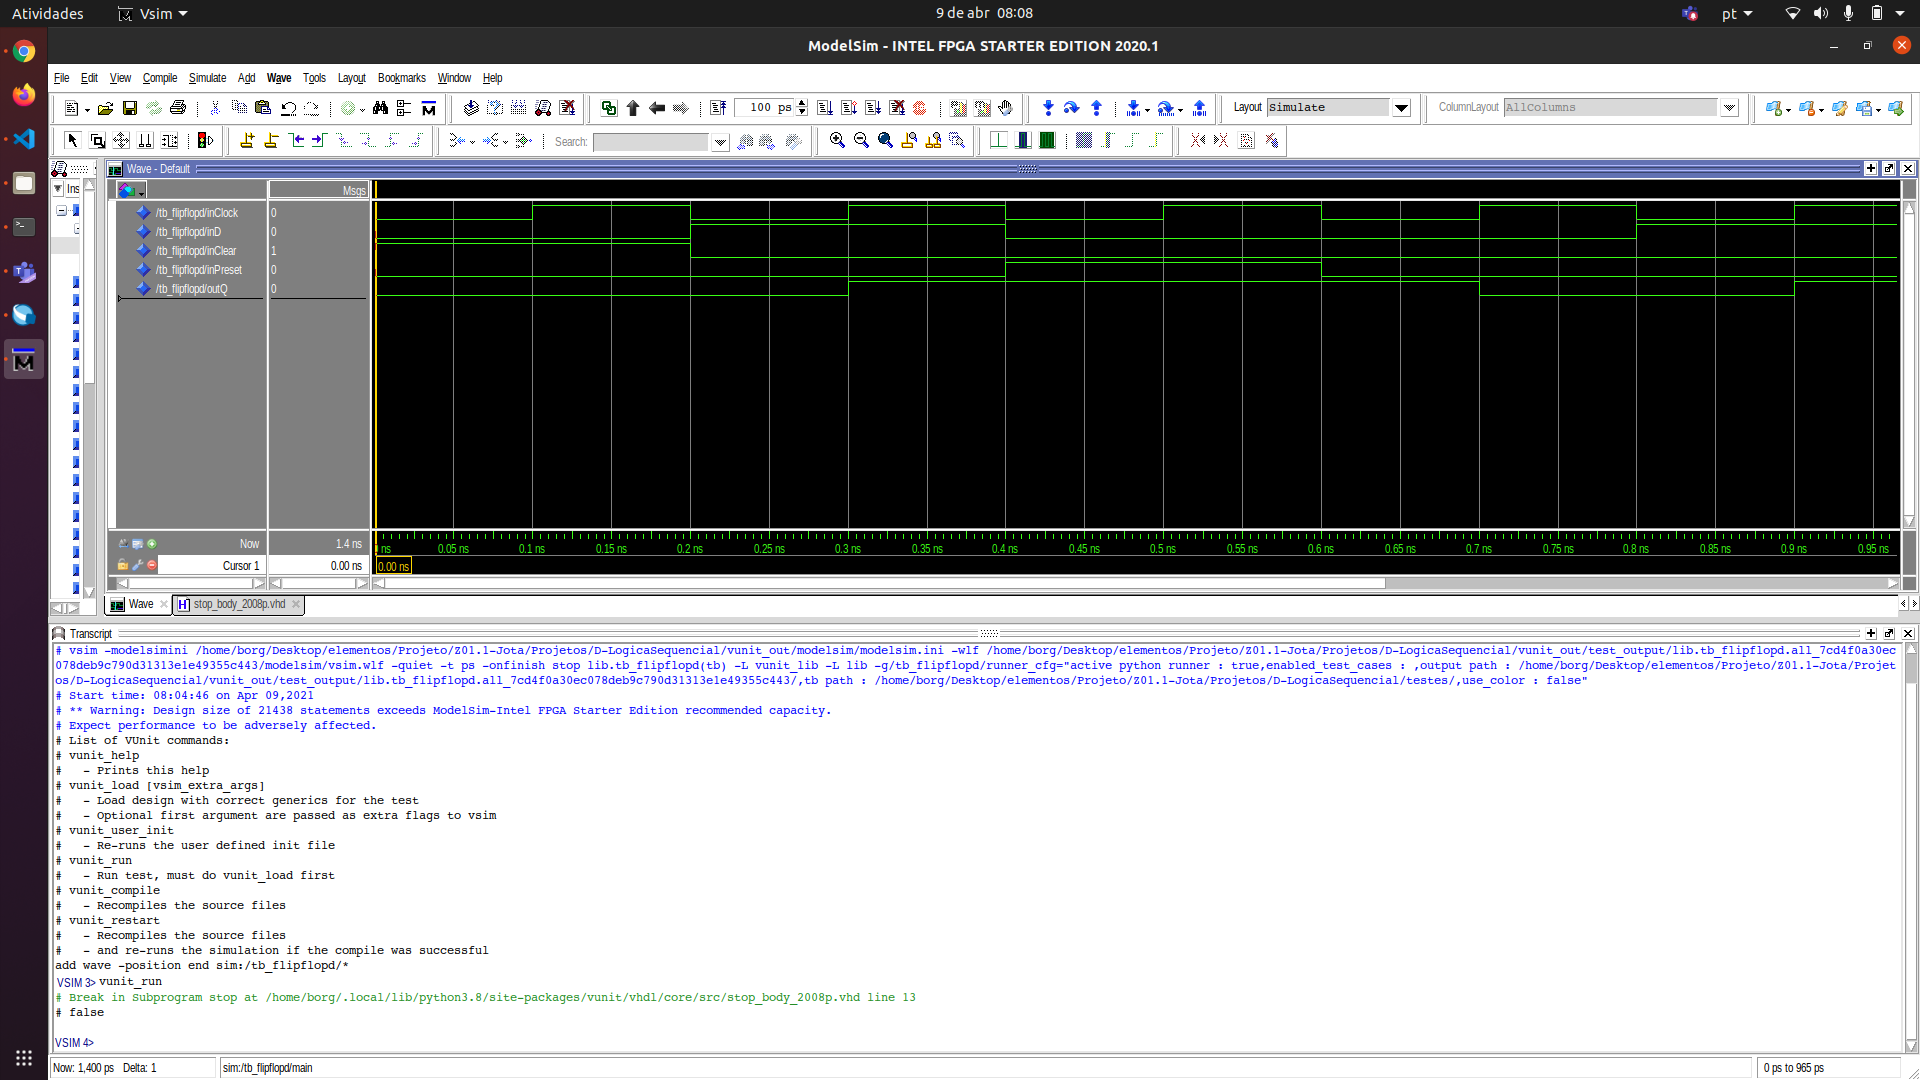 Atividades
Vsim
9 de abr 08:08
pt
ModelSim - INTEL FPGA STARTER EDITION 2020.1
File Edit View Compile Simulate Add Wave Tools Layout Bookmarks Window Help
100 ps
Layout Simulate
ColumnLayout AllColumns
Search:
Ins
Wave - Default
Msgs
/tb_flipflopd/inClock 0
/tb_flipflopd/inD 0
/tb_flipflopd/inClear 1
/tb_flipflopd/inPreset 0
/tb_flipflopd/outQ 0
Now 1.4 ns
ns 0.05 ns 0.1 ns 0.15 ns 0.2 ns 0.25 ns 0.3 ns 0.35 ns 0.4 ns 0.45 ns 0.5 ns 0.55 ns 0.6 ns 0.65 ns 0.7 ns 0.75 ns 0.8 ns 0.85 ns 0.9 ns 0.95 ns
Cursor 1 0.00 ns
0.00 ns
Wave
stop_body_2008p.vhd
Transcript
# vsim -modelsimini /home/borg/Desktop/elementos/Projeto/Z01.1-Jota/Projetos/D-LogicaSequencial/vunit_out/modelsim/modelsim.ini -wlf /home/borg/Desktop/elementos/Projeto/Z01.1-Jota/Projetos/D-LogicaSequencial/vunit_out/test_output/lib.tb_flipflopd.all_7cd4f0a30ec
078deb9c790d31313e1e49355c443/modelsim/vsim.wlf -quiet -t ps -onfinish stop lib.tb_flipflopd(tb) -L vunit_lib -L lib -g/tb_flipflopd/runner_cfg="active python runner : true,enabled_test_cases : ,output path : /home/borg/Desktop/elementos/Projeto/Z01.1-Jota/Projet
os/D-LogicaSequencial/vunit_out/test_output/lib.tb_flipflopd.all_7cd4f0a30ec078deb9c790d31313e1e49355c443/,tb path : /home/borg/Desktop/elementos/Projeto/Z01.1-Jota/Projetos/D-LogicaSequencial/testes/,use_color : false"
# Start time: 08:04:46 on Apr 09,2021
# ** Warning: Design size of 21438 statements exceeds ModelSim-Intel FPGA Starter Edition recommended capacity.
# Expect performance to be adversely affected.
# List of VUnit commands:
# vunit_help
#   - Prints this help
# vunit_load [vsim_extra_args]
#   - Load design with correct generics for the test
#   - Optional first argument are passed as extra flags to vsim
# vunit_user_init
#   - Re-runs the user defined init file
# vunit_run
#   - Run test, must do vunit_load first
# vunit_compile
#   - Recompiles the source files
# vunit_restart
#   - Recompiles the source files
#   - and re-runs the simulation if the compile was successful
add wave -position end sim:/tb_flipflopd/*
VSIM 3> vunit_run
# Break in Subprogram stop at /home/borg/.local/lib/python3.8/site-packages/vunit/vhdl/core/src/stop_body_2008p.vhd line 13
# false
VSIM 4>
Now: 1,400 ps Delta: 1
sim:/tb_flipflopd/main
0 ps to 965 ps